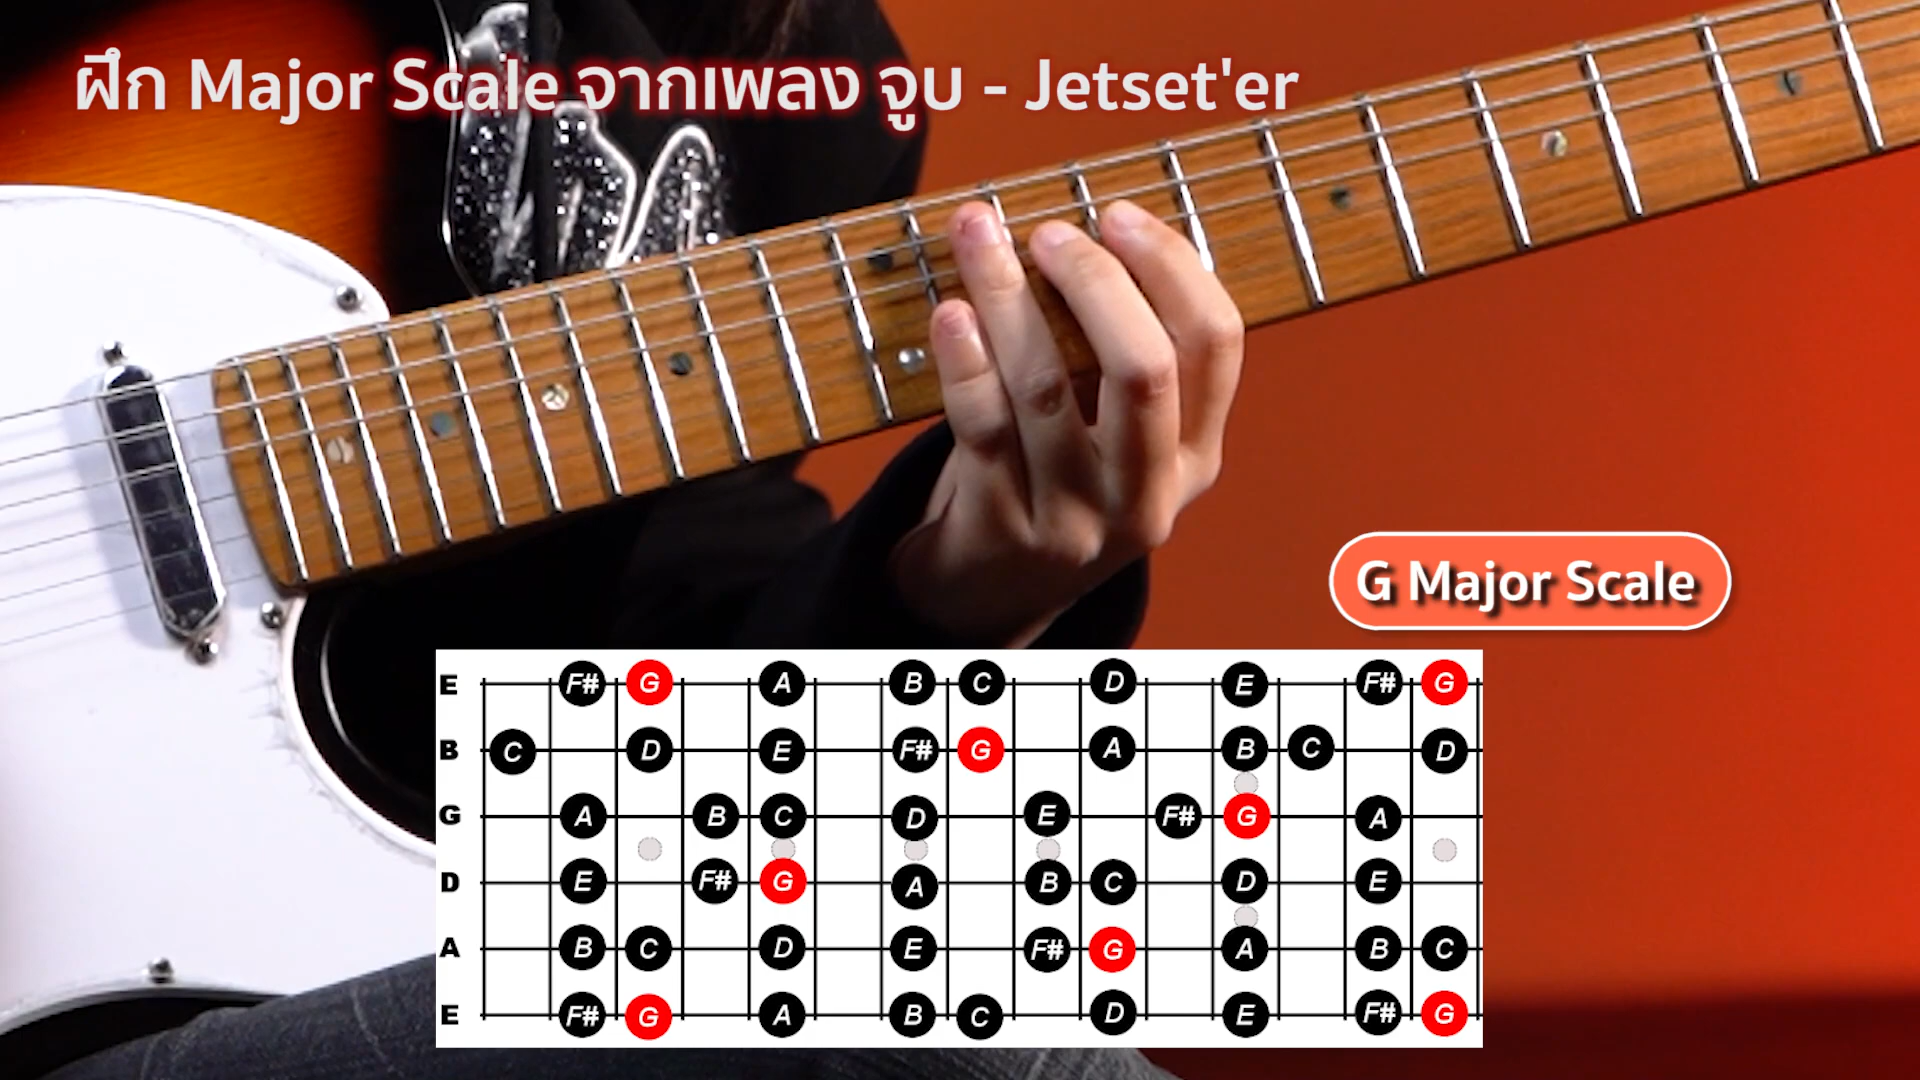 ฝึก Major Scale จากเพลง จูบ - Jetset'er
G Major Scale
E F# G A B C D E F# G
B C D E F# G A B C D
G A B C D E F# G A
D E F# G A B C D E
A B C D E F# G A B C
E F# G A B C D E F# G